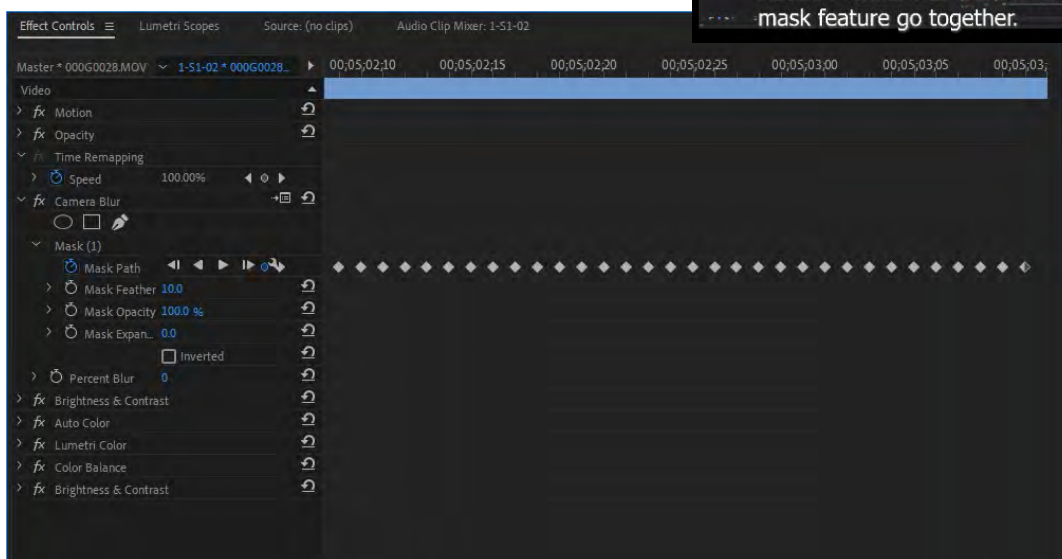 mask feature go together.
Effect Controls Lumetri Scopes Source: (no clips) Audio Clip Mixer: 1-S1-02
Master * 000G0028.MOV 1-S1-02 * 000G0028... 00;05;02;10 00;05;02;15 00;05;02;20 00;05;02;25 00;05;03;00 00;05;03;05 00;05;03;
Video
fx Motion
fx Opacity
fx Time Remapping
Speed 100.00%
fx Camera Blur
Mask (1)
Mask Path
Mask Feather 10.0
Mask Opacity 100.0 %
Mask Expan... 0.0
Inverted
Percent Blur 0
fx Brightness & Contrast
fx Auto Color
fx Lumetri Color
fx Color Balance
fx Brightness & Contrast